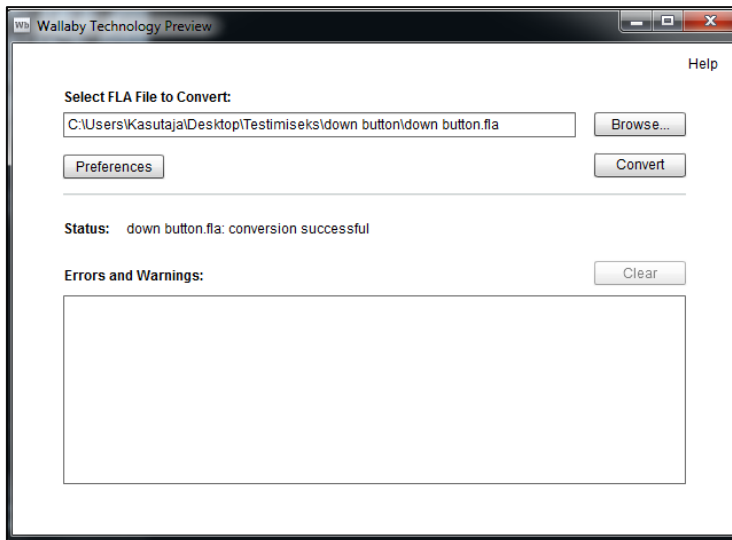 Wb Wallaby Technology Preview
Help
Select FLA File to Convert:
C:\Users\Kasutaja\Desktop\Testimiseks\down button\down button.fla Browse...
Preferences Convert
Status: down button.fla: conversion successful
Errors and Warnings: Clear